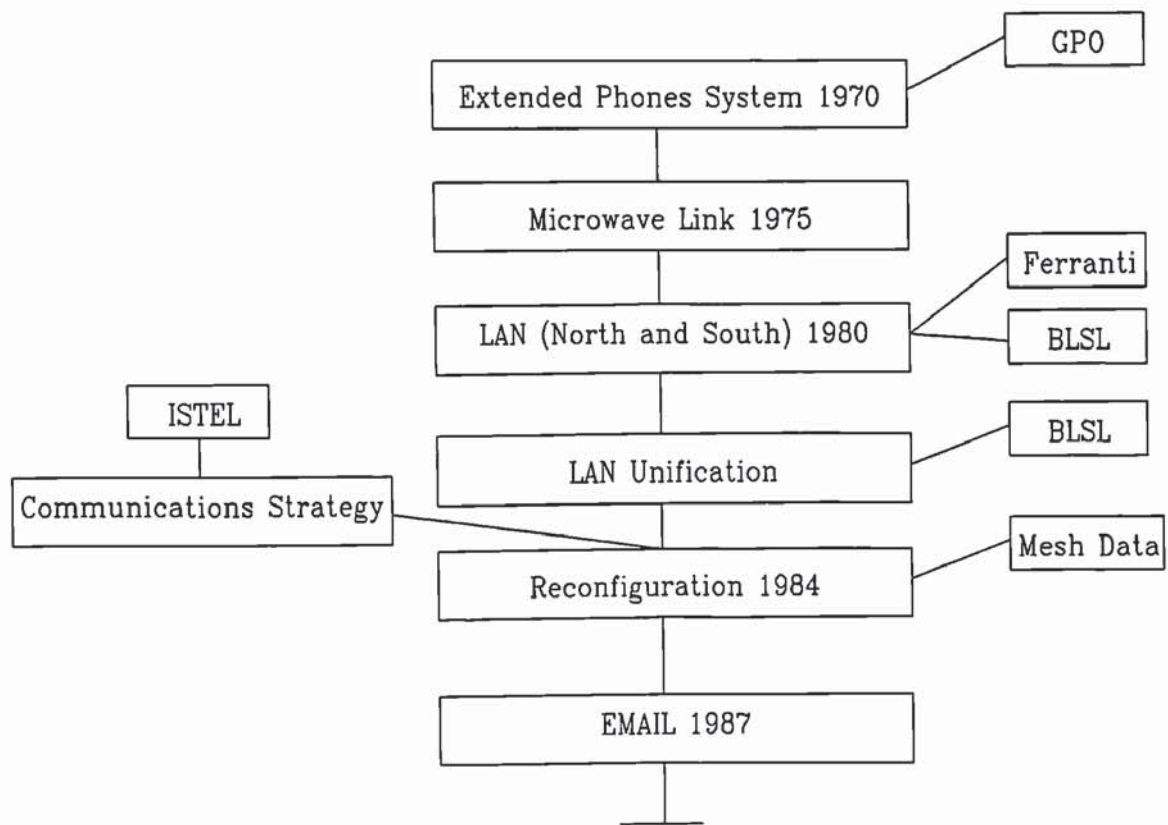 GPO
Extended Phones System 1970
Microwave Link 1975
Ferranti
LAN (North and South) 1980
BLSL
ISTEL
BLSL
LAN Unification
Communications Strategy
Mesh Data
Reconfiguration 1984
EMAIL 1987